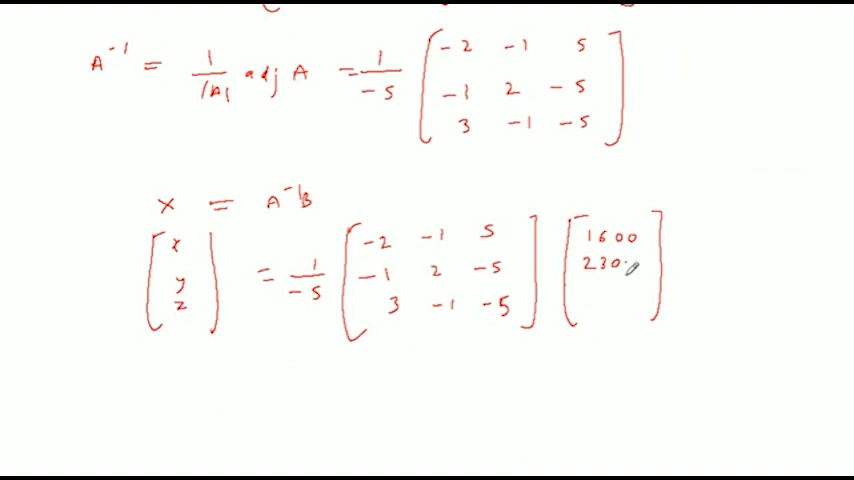 A⁻¹ = 1/|A| adj A = 1/-5 [ -2 -1 5
-1 2 -5
3 -1 -5 ]
X = A⁻¹B
[ x
y
z ] = 1/-5 [ -2 -1 5
-1 2 -5
3 -1 -5 ] [ 1600
230 ]